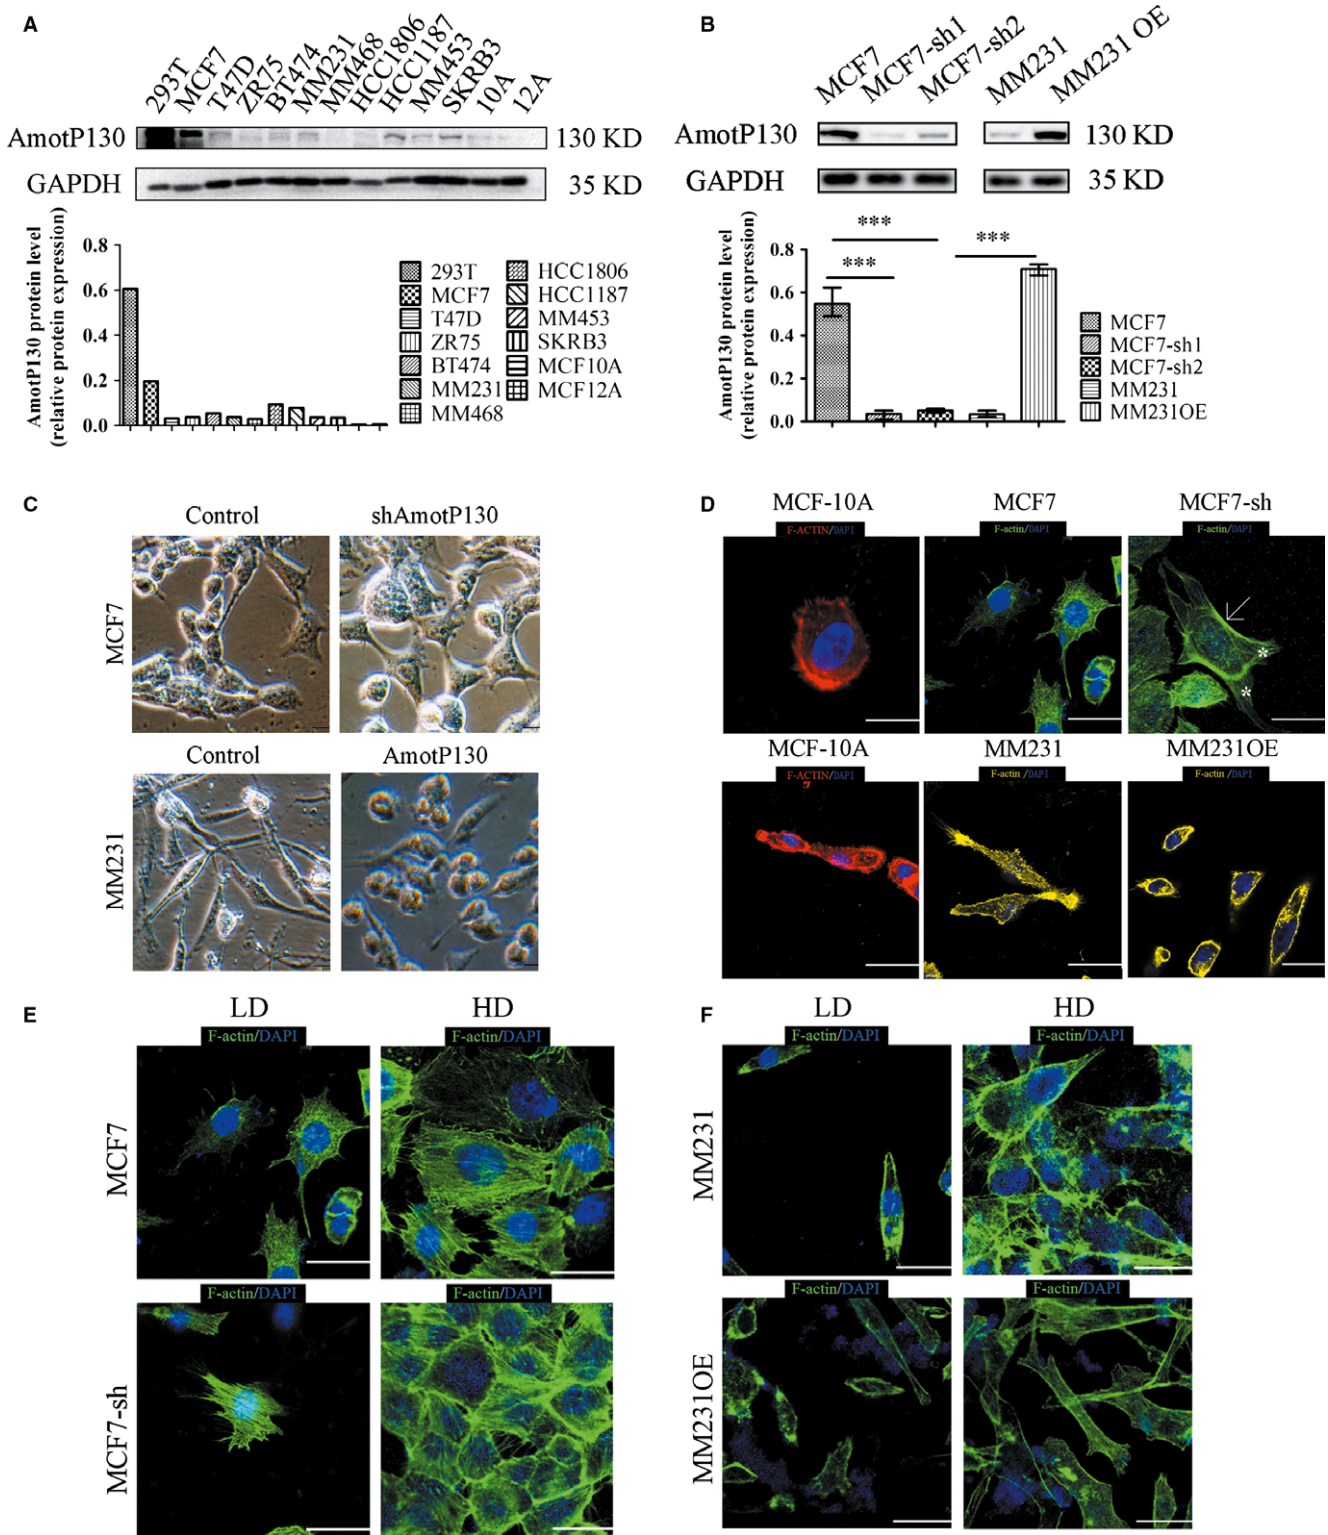 A
293T
MCF7
T47D
ZR75
BT474
MM231
MM468
HCC1806
HCC1187
MM453
SKRB3
10A
12A
AmotP130
130 KD
GAPDH
35 KD
AmotP130 protein level
(relative protein expression)
0.8
0.6
0.4
0.2
0.0
293T
MCF7
T47D
ZR75
BT474
MM231
MM468
HCC1806
HCC1187
MM453
SKRB3
MCF10A
MCF12A
B
MCF7
MCF7-sh1
MCF7-sh2
MM231
MM231 OE
AmotP130
130 KD
GAPDH
35 KD
AmotP130 protein level
(relative protein expression)
0.8
0.6
0.4
0.2
0.0
***
***
***
MCF7
MCF7-sh1
MCF7-sh2
MM231
MM231OE
C
Control
shAmotP130
MCF7
Control
AmotP130
MM231
D
MCF-10A
MCF7
MCF7-sh
F-ACTIN/DAPI
F-actin/DAPI
F-actin/DAPI
*
*
MCF-10A
MM231
MM231OE
F-ACTIN/DAPI
F-actin /DAPI
F-actin /DAPI
E
LD
HD
F-actin/DAPI
F-actin/DAPI
MCF7
F-actin/DAPI
F-actin/DAPI
MCF7-sh
F
LD
HD
F-actin/DAPI
F-actin/DAPI
MM231
F-actin/DAPI
F-actin/DAPI
MM231OE